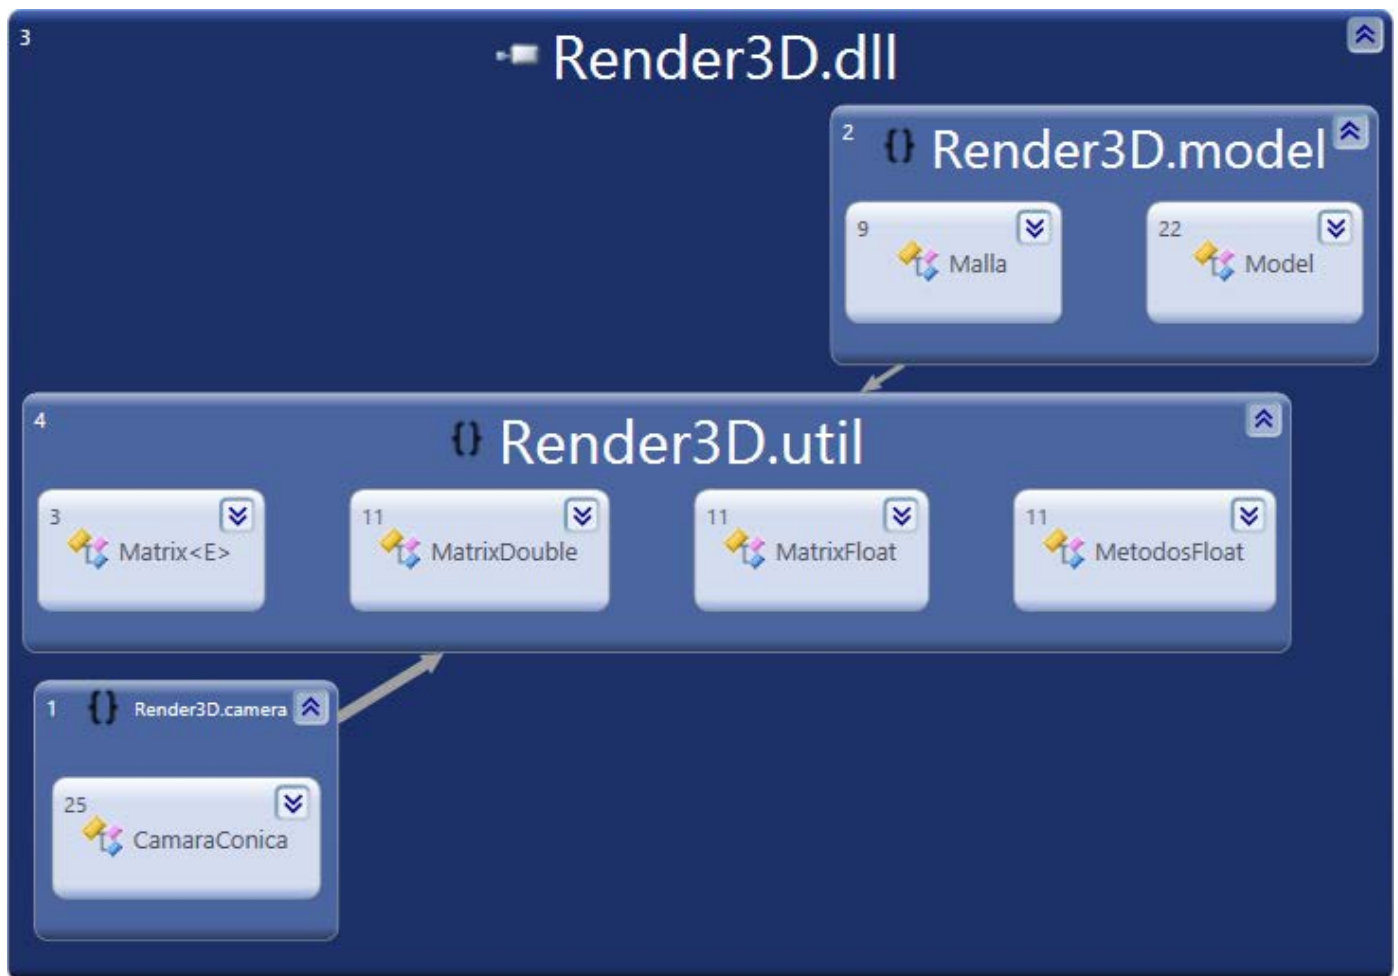 3
Render3D.dll
2 {} Render3D.model
9 Malla
22 Model
4
{} Render3D.util
3 Matrix<E>
11 MatrixDouble
11 MatrixFloat
11 MetodosFloat
1 {} Render3D.camera
25 CamaraConica